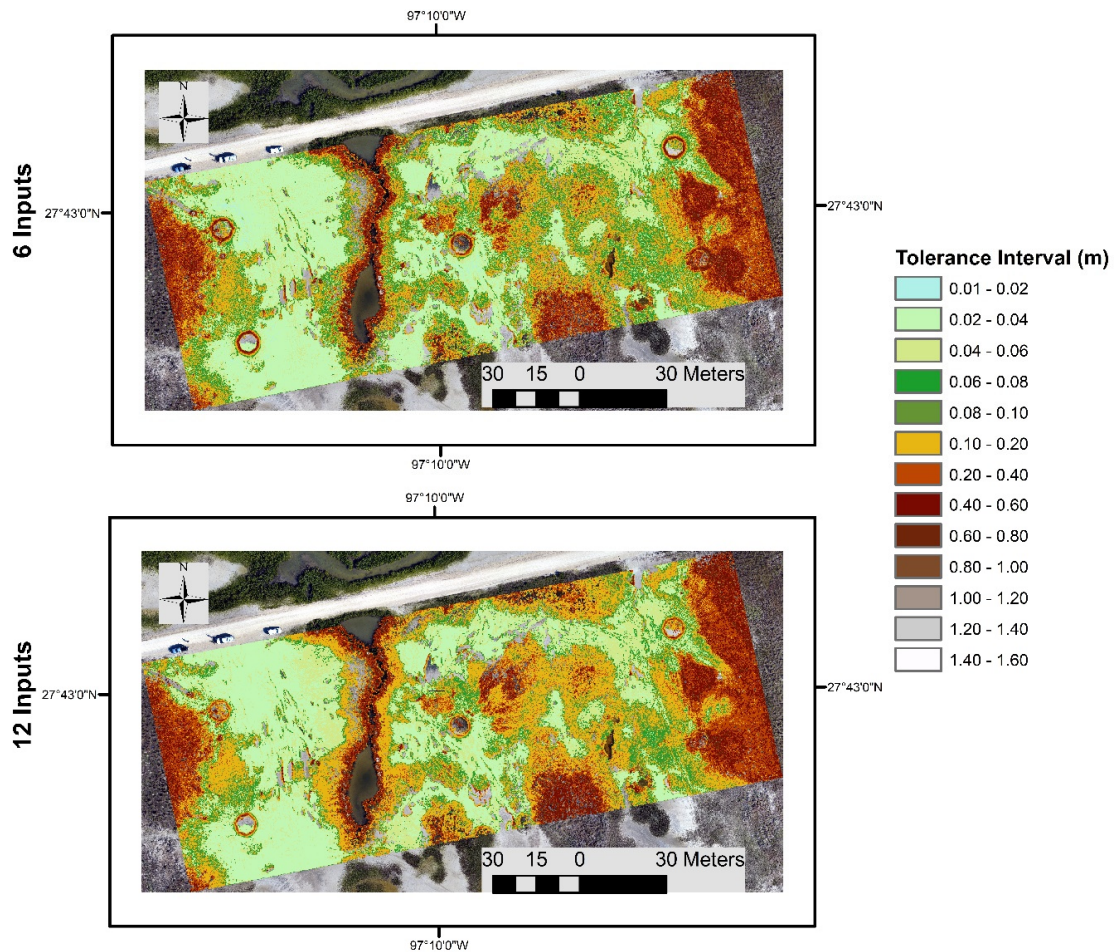 97°10'0"W
6 Inputs
N
27°43'0"N
27°43'0"N
30 15 0 30 Meters
97°10'0"W
Tolerance Interval (m)
0.01 - 0.02
0.02 - 0.04
0.04 - 0.06
0.06 - 0.08
0.08 - 0.10
0.10 - 0.20
0.20 - 0.40
0.40 - 0.60
0.60 - 0.80
0.80 - 1.00
1.00 - 1.20
1.20 - 1.40
1.40 - 1.60
97°10'0"W
12 Inputs
N
27°43'0"N
27°43'0"N
30 15 0 30 Meters
97°10'0"W